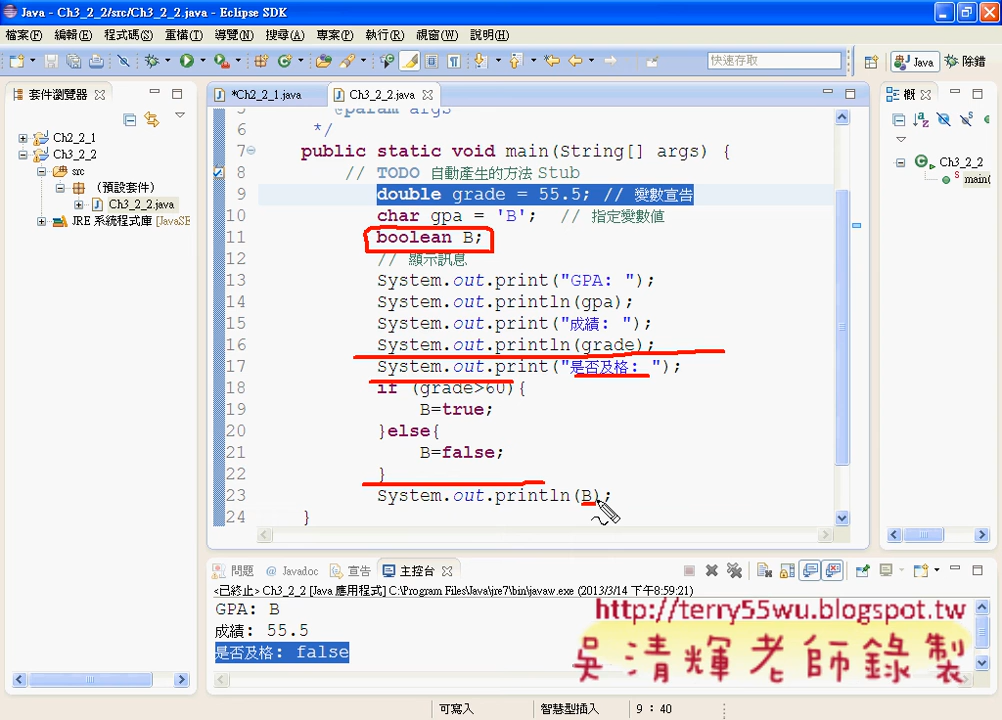 Java - Ch3_2_2/src/Ch3_2_2.java - Eclipse SDK
檔案(F) 編輯(E) 程式碼(S) 重構(T) 導覽(N) 搜尋(A) 專案(P) 執行(R) 視窗(W) 說明(H)
快速存取 Java 除錯
套件瀏覽器
Ch2_2_1
Ch3_2_2
src
(預設套件)
Ch3_2_2.java
JRE 系統程式庫 [JavaSE
*Ch2_2_1.java Ch3_2_2.java
5 @param args
6 */
7 public static void main(String[] args) {
8 // TODO 自動產生的方法 Stub
9 double grade = 55.5; // 變數宣告
10 char gpa = 'B'; // 指定變數值
11 boolean B;
12 // 顯示訊息
13 System.out.print("GPA: ");
14 System.out.println(gpa);
15 System.out.print("成績: ");
16 System.out.println(grade);
17 System.out.print("是否及格: ");
18 if (grade>60){
19 B=true;
20 }else{
21 B=false;
22 }
23 System.out.println(B);
24 }
概
Ch3_2_2
main(
問題 @ Javadoc 宣告 主控台
<已終止> Ch3_2_2 [Java 應用程式] C:\Program Files\Java\jre7\bin\javaw.exe (2013/3/14 下午8:59:21)
GPA: B
成績: 55.5
是否及格: false
http://terry55wu.blogspot.tw
吳清輝老師錄製
可寫入 智慧型插入 9 : 40